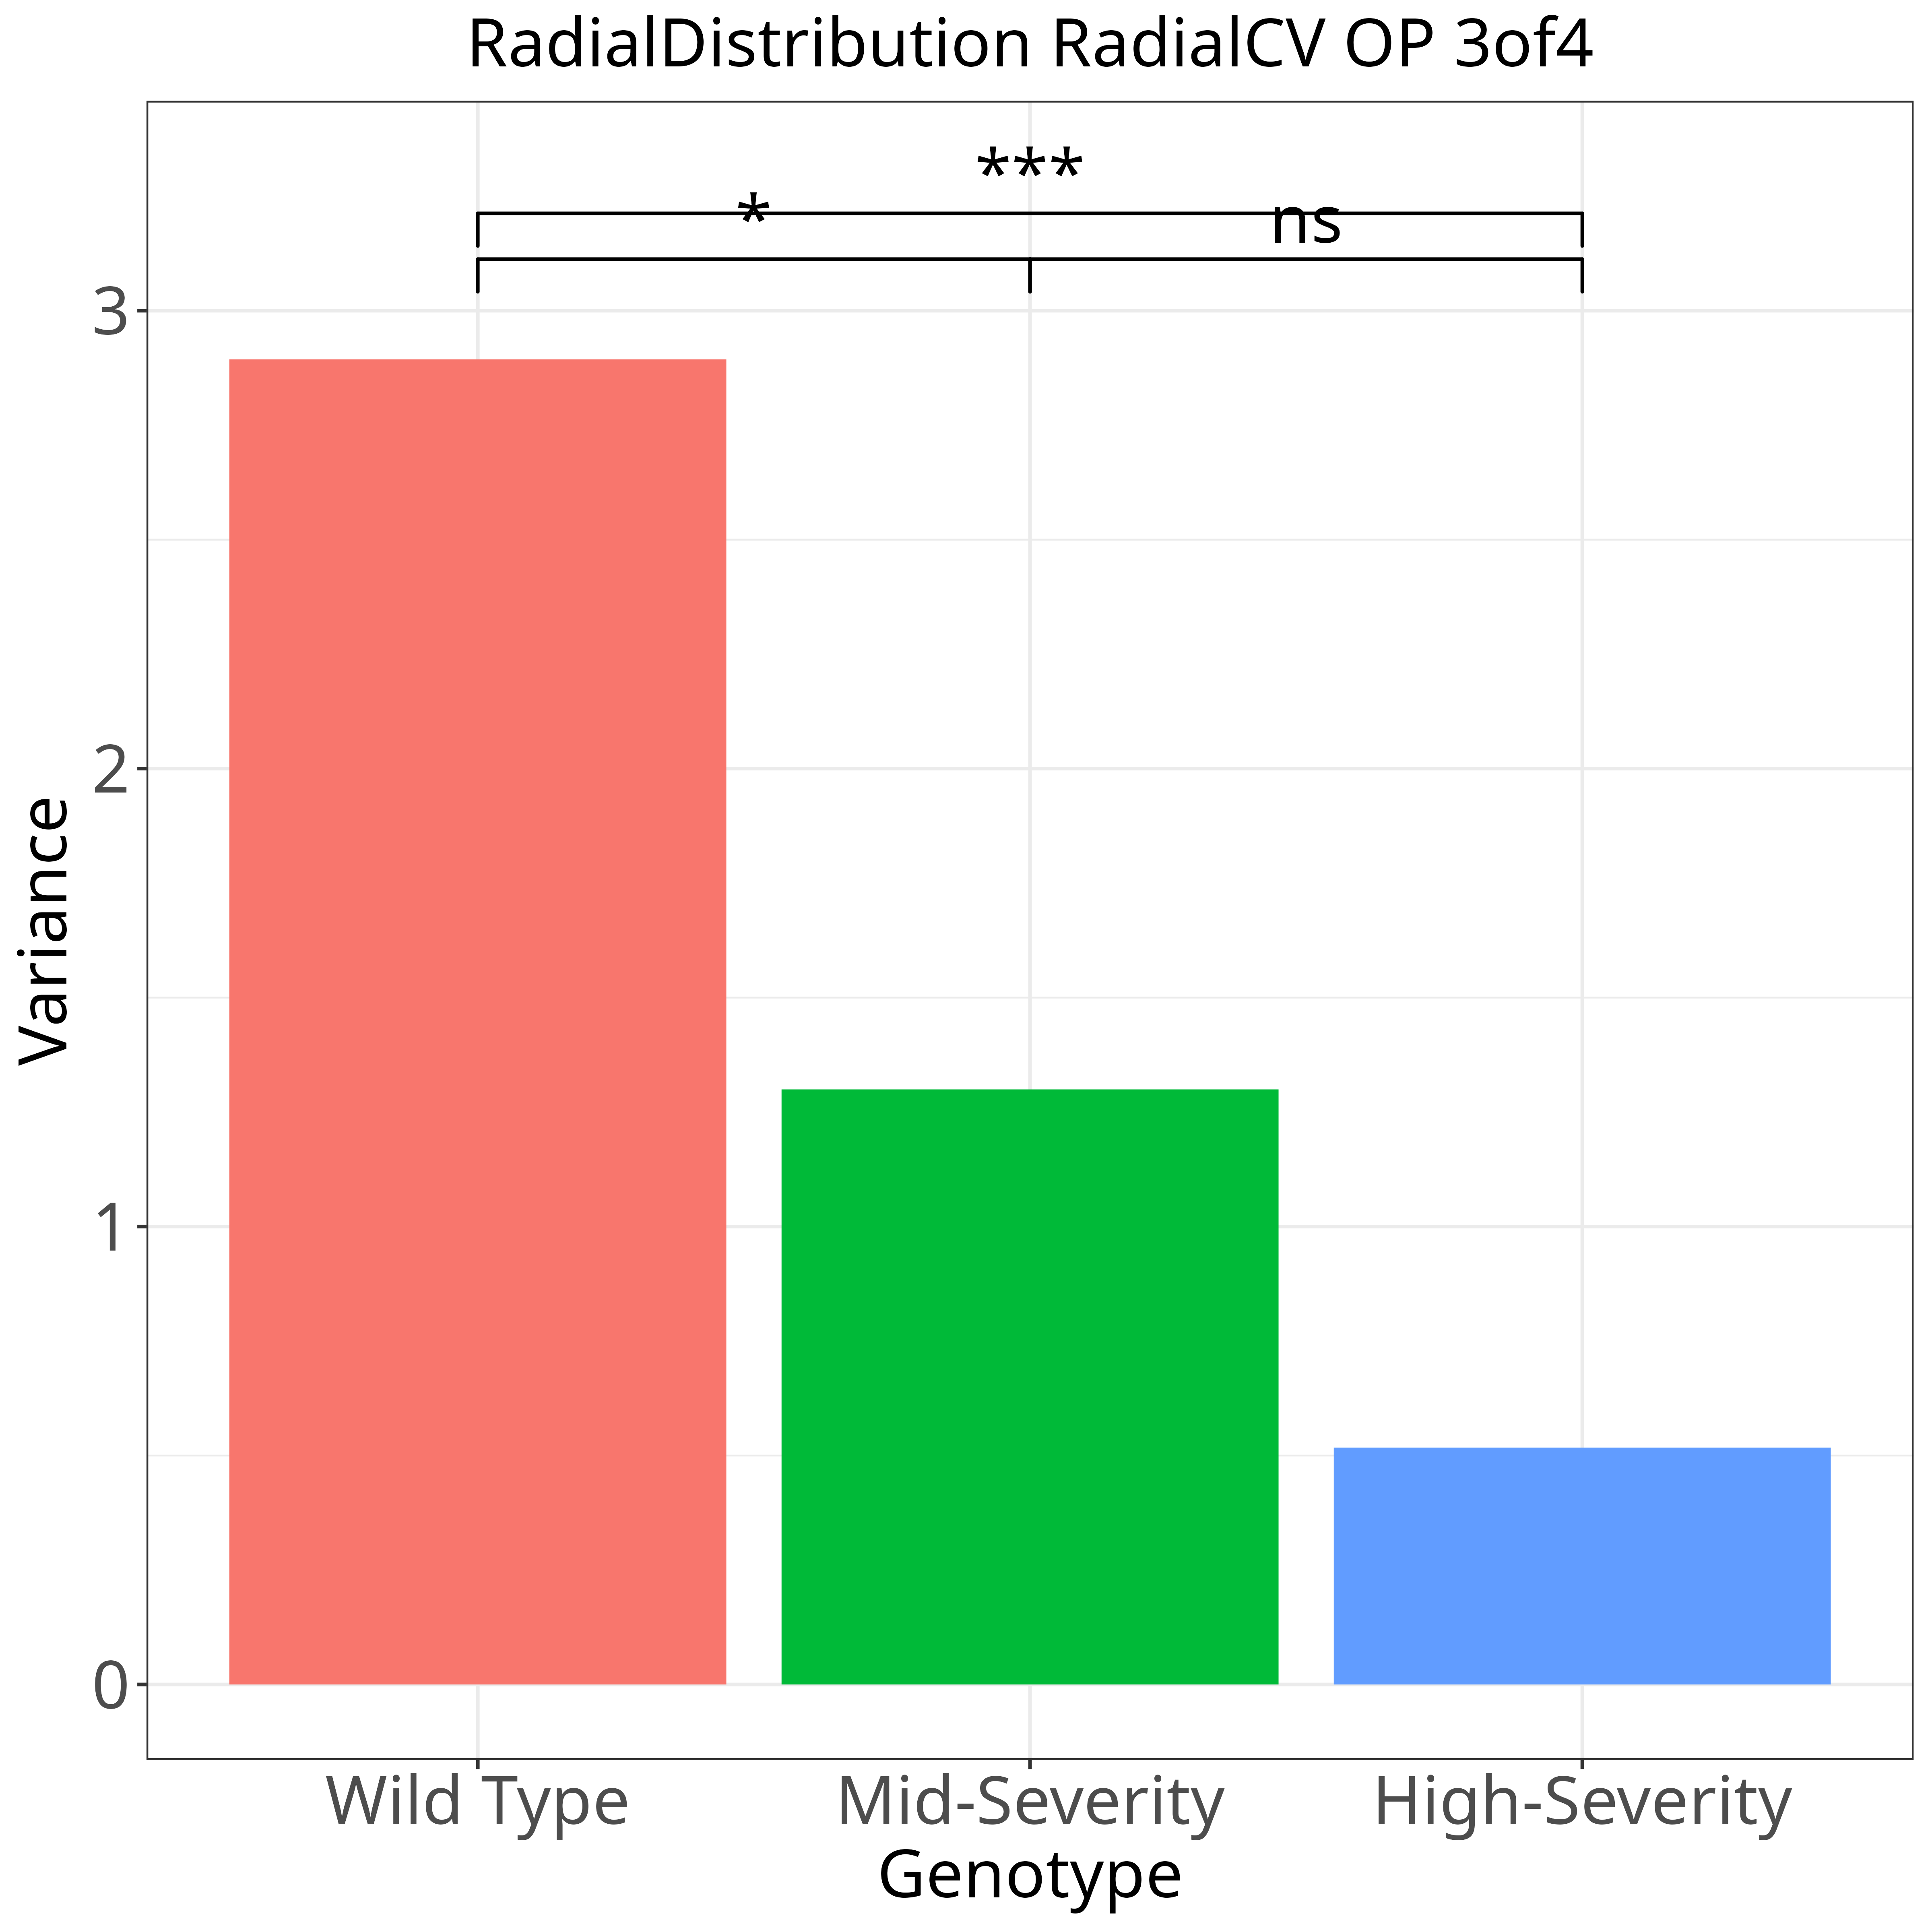 RadialDistribution RadialCV OP 3of4
***
*
ns
3
2
1
0
Variance
Wild Type
Mid-Severity
High-Severity
Genotype